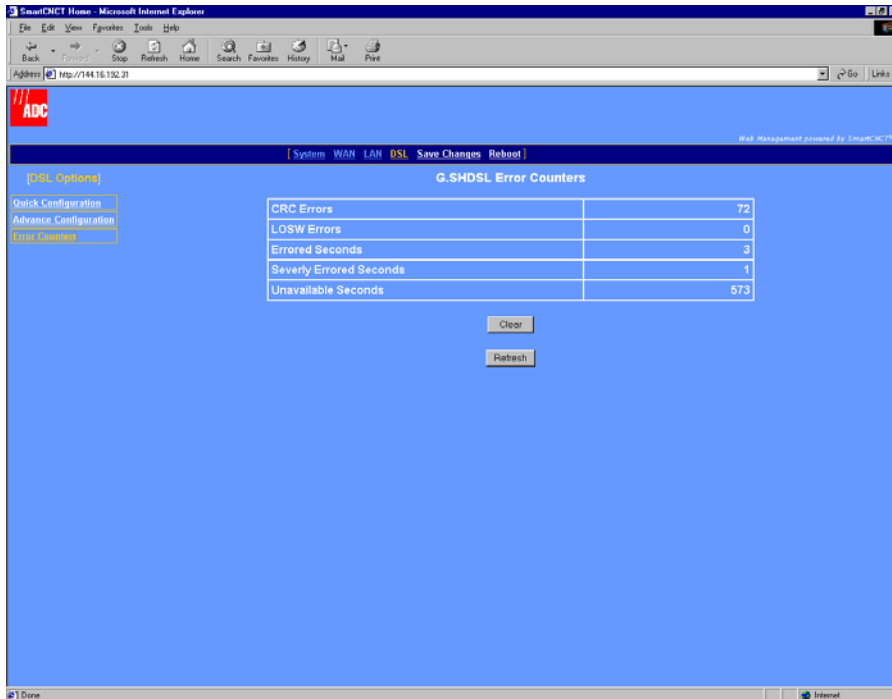 SmartCNCT Home - Microsoft Internet Explorer
File Edit View Favorites Tools Help
Back Forward Stop Refresh Home Search Favorites History Mail Print
Address http://144.16.192.31 Go Links
ADC
Web Management powered by SmartCNCT
[ System WAN LAN DSL Save Changes Reboot ]
[DSL Options]
G.SHDSL Error Counters
Quick Configuration
Advance Configuration
Error Counters
CRC Errors 72
LOSW Errors 0
Errored Seconds 3
Severly Errored Seconds 1
Unavailable Seconds 573
Clear
Refresh
Done Internet